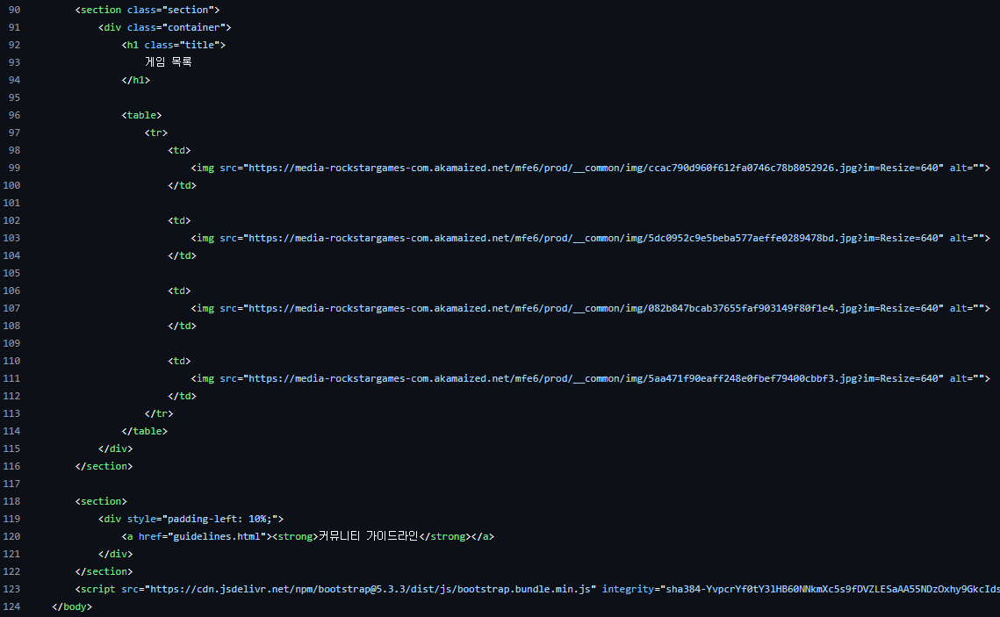 90 <section class="section">
91 <div class="container">
92 <h1 class="title">
93 게임 목록
94 </h1>
95
96 <table>
97 <tr>
98 <td>
99 <img src="https://media-rockstargames-com.akamaized.net/mfe6/prod/__common/img/ccac790d960f612fa0746c78b8052926.jpg?im=Resize=640" alt="">
100 </td>
101
102 <td>
103 <img src="https://media-rockstargames-com.akamaized.net/mfe6/prod/__common/img/5dc0952c9e5beba577aeffe0289478bd.jpg?im=Resize=640" alt="">
104 </td>
105
106 <td>
107 <img src="https://media-rockstargames-com.akamaized.net/mfe6/prod/__common/img/082b847bcab37655faf903149f80f1e4.jpg?im=Resize=640" alt="">
108 </td>
109
110 <td>
111 <img src="https://media-rockstargames-com.akamaized.net/mfe6/prod/__common/img/5aa471f90eaff248e0fbef79400cbbf3.jpg?im=Resize=640" alt="">
112 </td>
113 </tr>
114 </table>
115 </div>
116 </section>
117
118 <section>
119 <div style="padding-left: 10%;">
120 <a href="guidelines.html"><strong>커뮤니티 가이드라인</strong></a>
121 </div>
122 </section>
123 <script src="https://cdn.jsdelivr.net/npm/bootstrap@5.3.3/dist/js/bootstrap.bundle.min.js" integrity="sha384-YvpcrYf0tY3lHB60NNkmXc5s9fDVZLESaAA55NDzOxhy9GkcIds
124 </body>